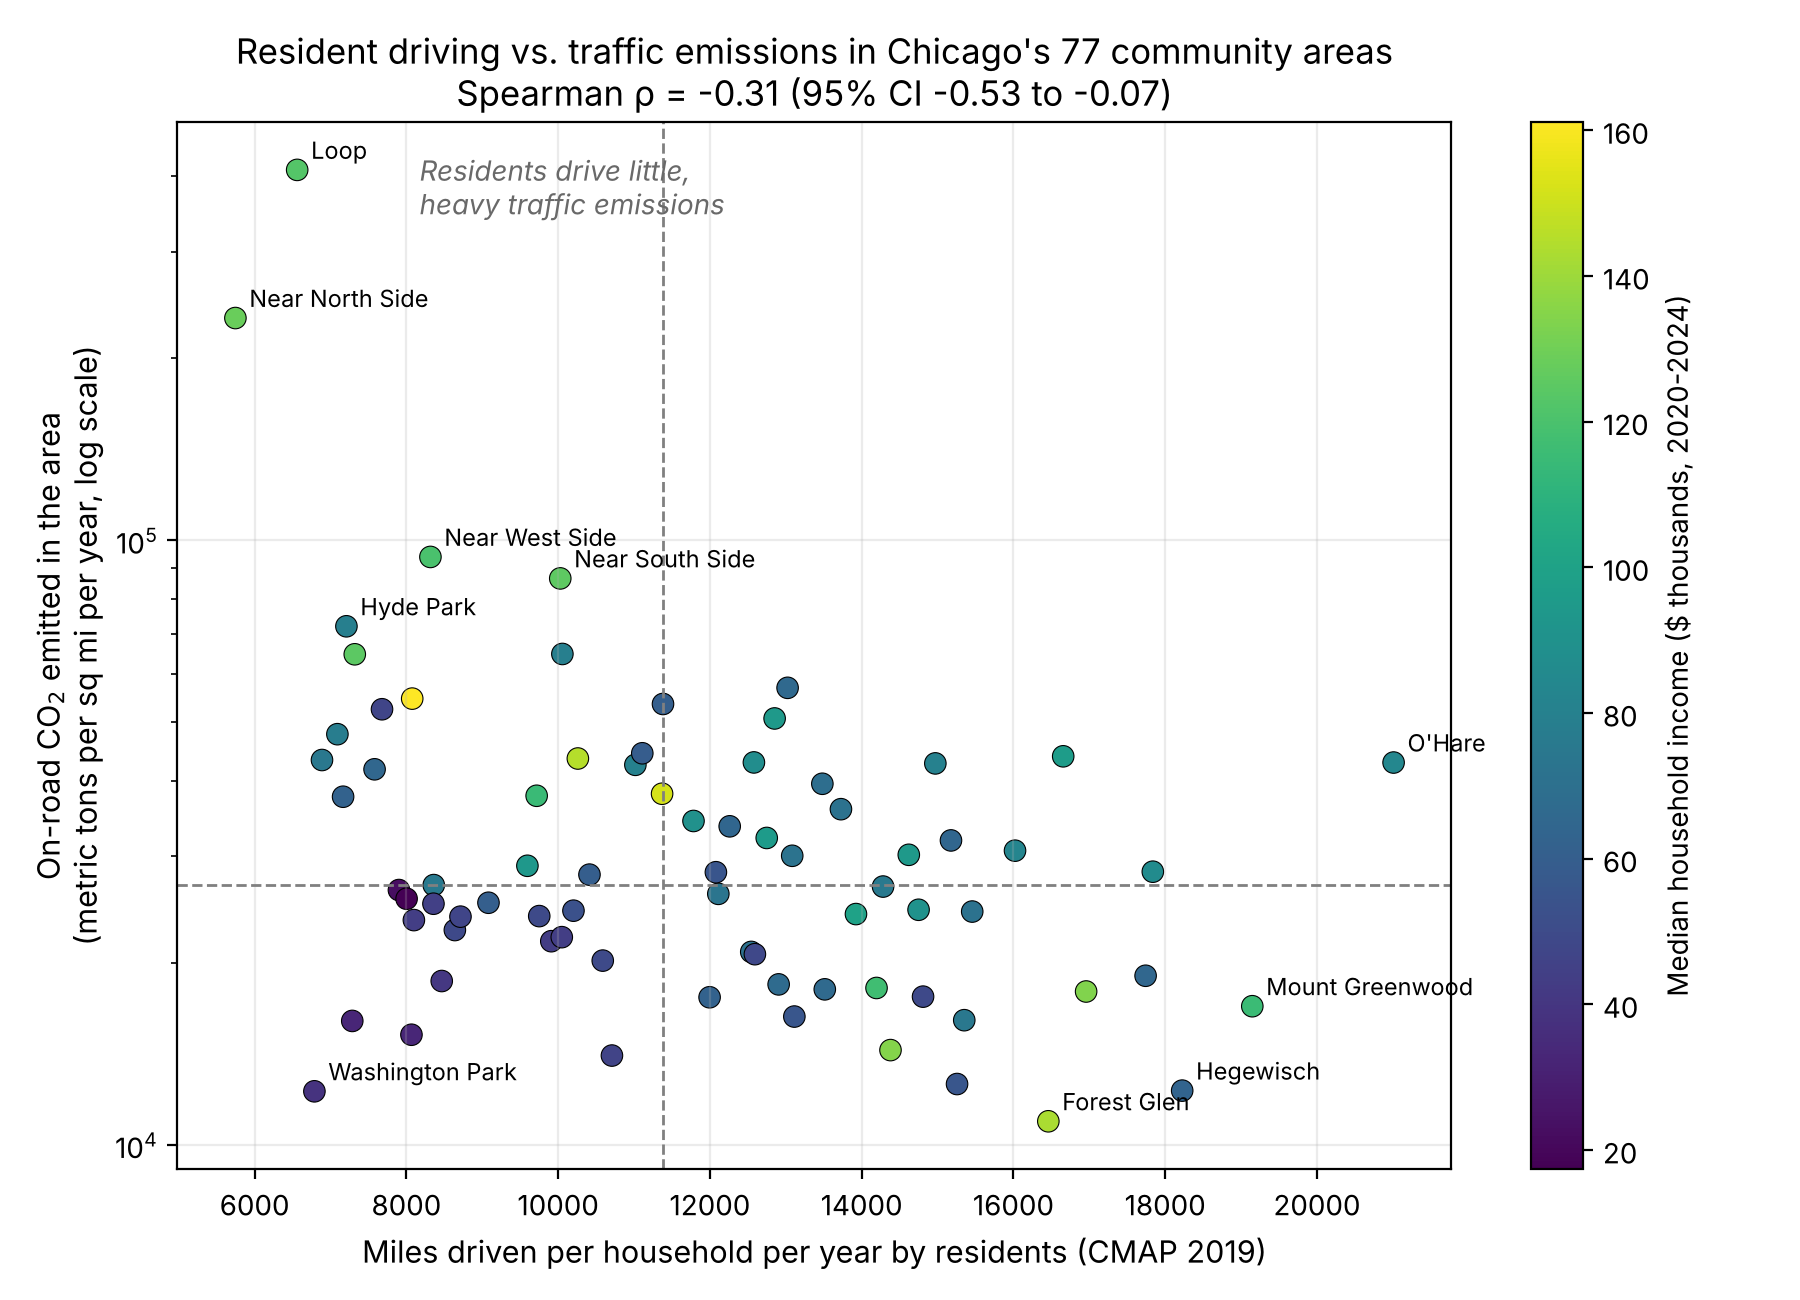 Resident driving vs. traffic emissions in Chicago's 77 community areas
Spearman ρ = -0.31 (95% CI -0.53 to -0.07)
Loop
Residents drive little,
heavy traffic emissions
Near North Side
Near West Side
Near South Side
Hyde Park
O'Hare
Mount Greenwood
Washington Park
Hegewisch
Forest Glen
On-road CO₂ emitted in the area
(metric tons per sq mi per year, log scale)
10⁵
10⁴
6000 8000 10000 12000 14000 16000 18000 20000
Miles driven per household per year by residents (CMAP 2019)
160
140
120
100
80
60
40
20
Median household income ($ thousands, 2020-2024)